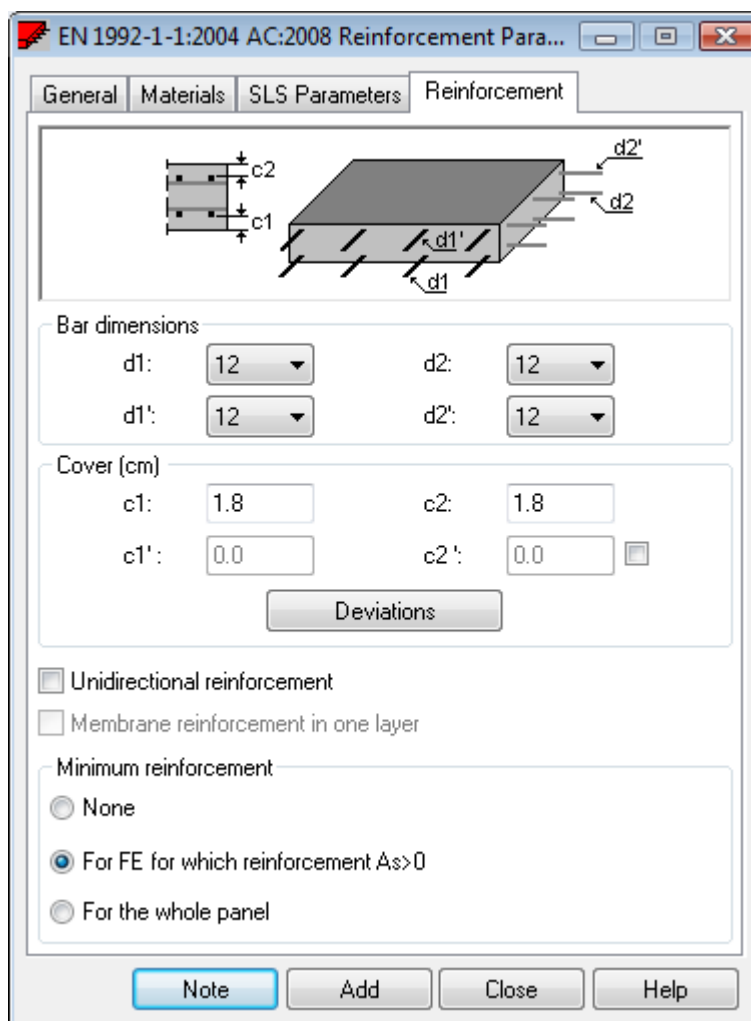 EN 1992-1-1:2004 AC:2008 Reinforcement Para...
General Materials SLS Parameters Reinforcement
c2
c1
d2'
d2
d1'
d1
Bar dimensions
d1: 12 d2: 12
d1': 12 d2': 12
Cover (cm)
c1: 1.8 c2: 1.8
c1' : 0.0 c2 ': 0.0
Deviations
Unidirectional reinforcement
Membrane reinforcement in one layer
Minimum reinforcement
None
For FE for which reinforcement As>0
For the whole panel
Note Add Close Help